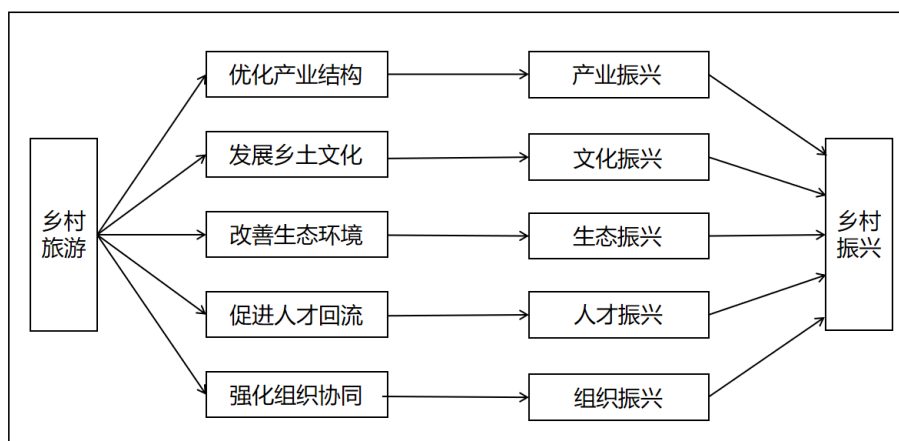 优化产业结构
产业振兴
发展乡土文化
文化振兴
乡村
旅游
改善生态环境
生态振兴
乡村
振兴
促进人才回流
人才振兴
强化组织协同
组织振兴